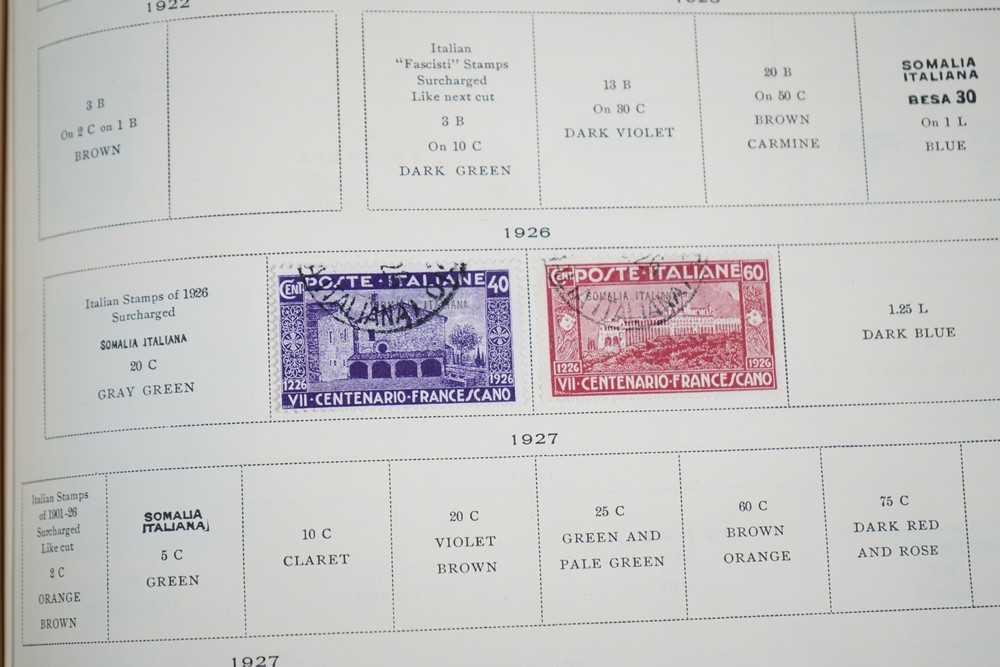 1922
3 B
On 2 C on 1 B
BROWN
Italian
"Fascisti" Stamps
Surcharged
Like next cut
3 B
On 10 C
DARK GREEN
13 B
On 30 C
DARK VIOLET
20 B
On 50 C
BROWN
CARMINE
SOMALIA
ITALIANA
BESA 30
On 1 L
BLUE
1926
Italian Stamps of 1926
Surcharged
SOMALIA ITALIANA
20 C
GRAY GREEN
CENT POSTE·ITALIANE 40
SOMALIA ITALIANA
ITALIANA
1226 1926
VII·CENTENARIO·FRANCESCANO
POSTE·ITALIANE 60
SOMALIA ITALIANA
ITALIANA
1226 1926
VII·CENTENARIO·FRANCESCANO
1.25 L
DARK BLUE
1927
Italian Stamps
of 1901-26
Surcharged
Like cut
2 C
ORANGE
BROWN
SOMALIA
ITALIANA
5 C
GREEN
10 C
CLARET
20 C
VIOLET
BROWN
25 C
GREEN AND
PALE GREEN
60 C
BROWN
ORANGE
75 C
DARK RED
AND ROSE
1927